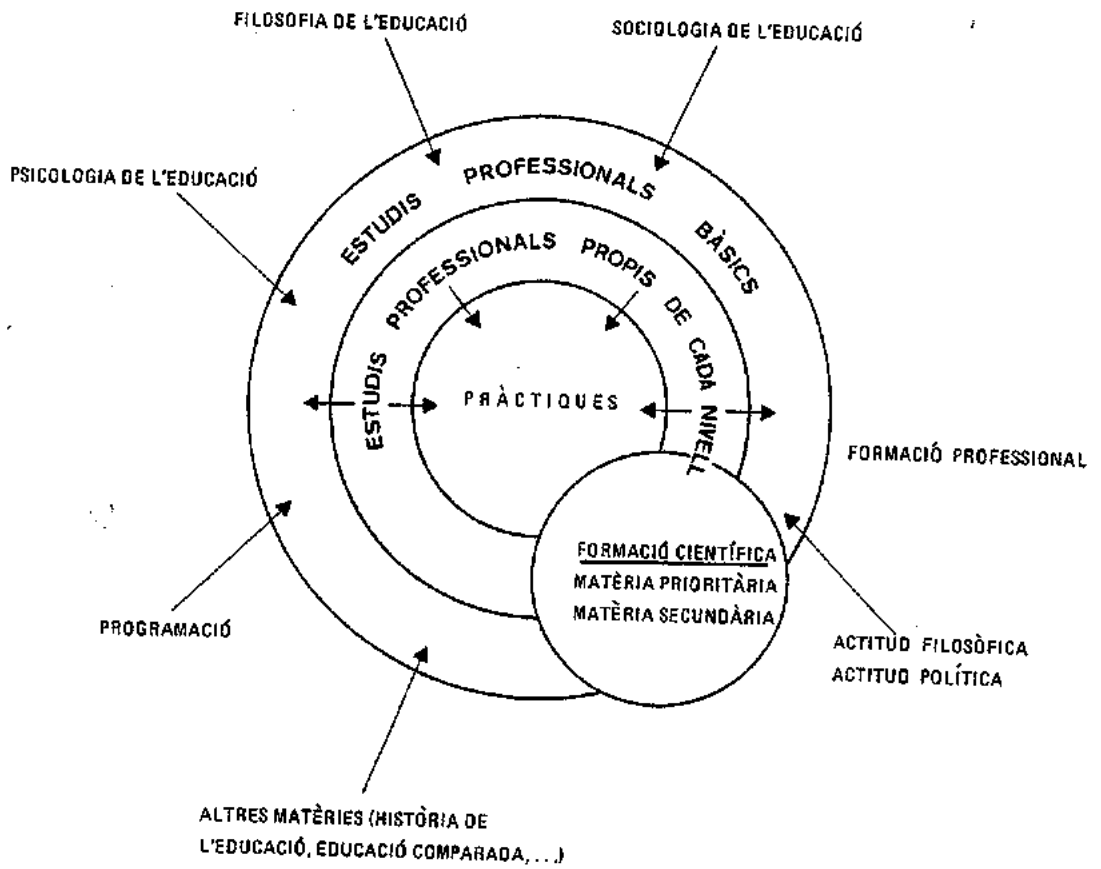 FILOSOFIA DE L'EDUCACIÓ
SOCIOLOGIA DE L'EDUCACIÓ
PSICOLOGIA DE L'EDUCACIÓ
ESTUDIS PROFESSIONALS BÀSICS
ESTUDIS PROFESSIONALS PROPIS DE CADA NIVELL
PRÀCTIQUES
FORMACIÓ PROFESSIONAL
FORMACIÓ CIENTÍFICA
MATÈRIA PRIORITÀRIA
MATÈRIA SECUNDÀRIA
PROGRAMACIÓ
ACTITUD FILOSÒFICA
ACTITUD POLÍTICA
ALTRES MATÈRIES (HISTÒRIA DE
L'EDUCACIÓ, EDUCACIÓ COMPARADA, ...)